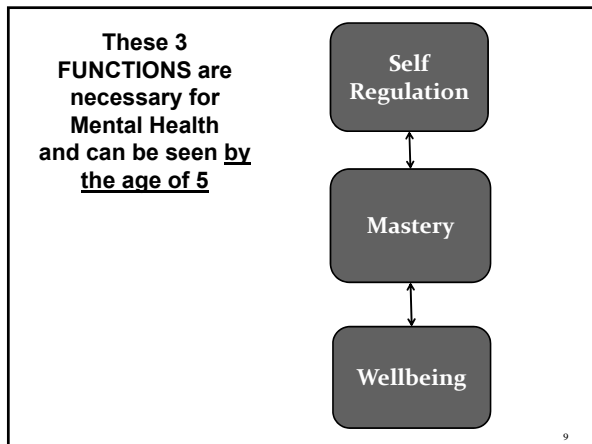 These 3
FUNCTIONS are
necessary for
Mental Health
and can be seen by
the age of 5
Self
Regulation
Mastery
Wellbeing
9